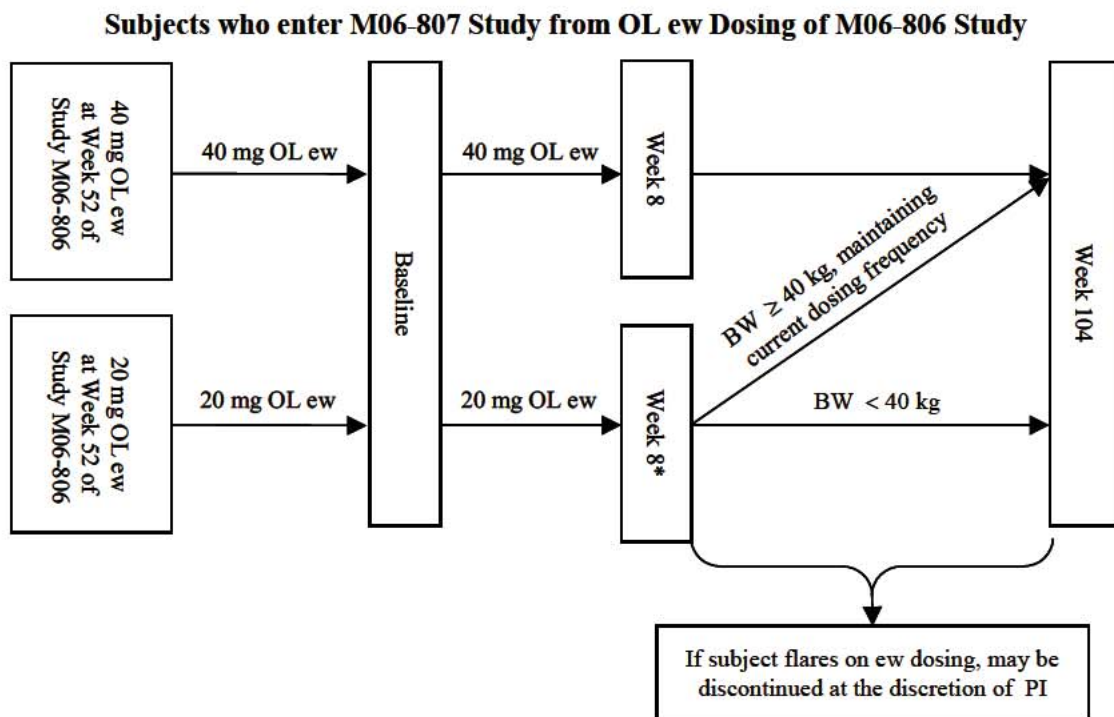 Subjects who enter M06-807 Study from OL ew Dosing of M06-806 Study
40 mg OL ew
at Week 52 of
Study M06-806
40 mg OL ew
Baseline
40 mg OL ew
Week 8
BW ≥ 40 kg, maintaining
current dosing frequency
Week 104
20 mg OL ew
at Week 52 of
Study M06-806
20 mg OL ew
20 mg OL ew
Week 8*
BW < 40 kg
If subject flares on ew dosing, may be
discontinued at the discretion of PI